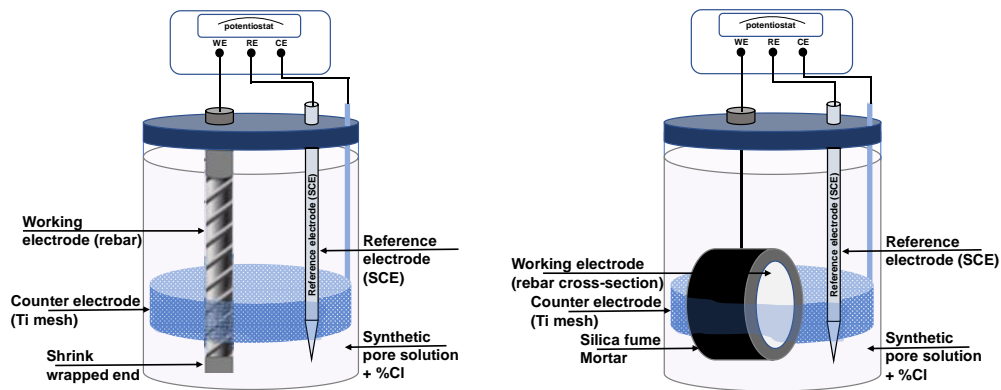 potentiostat
WE RE CE
Reference electrode (SCE)
Working
electrode (rebar)
Reference
electrode
(SCE)
Counter electrode
(Ti mesh)
Shrink
wrapped end
Synthetic
pore solution
+ %Cl
potentiostat
WE RE CE
Reference electrode (SCE)
Reference
electrode (SCE)
Working electrode
(rebar cross-section)
Counter electrode
(Ti mesh)
Silica fume
Mortar
Synthetic
pore solution
+ %Cl